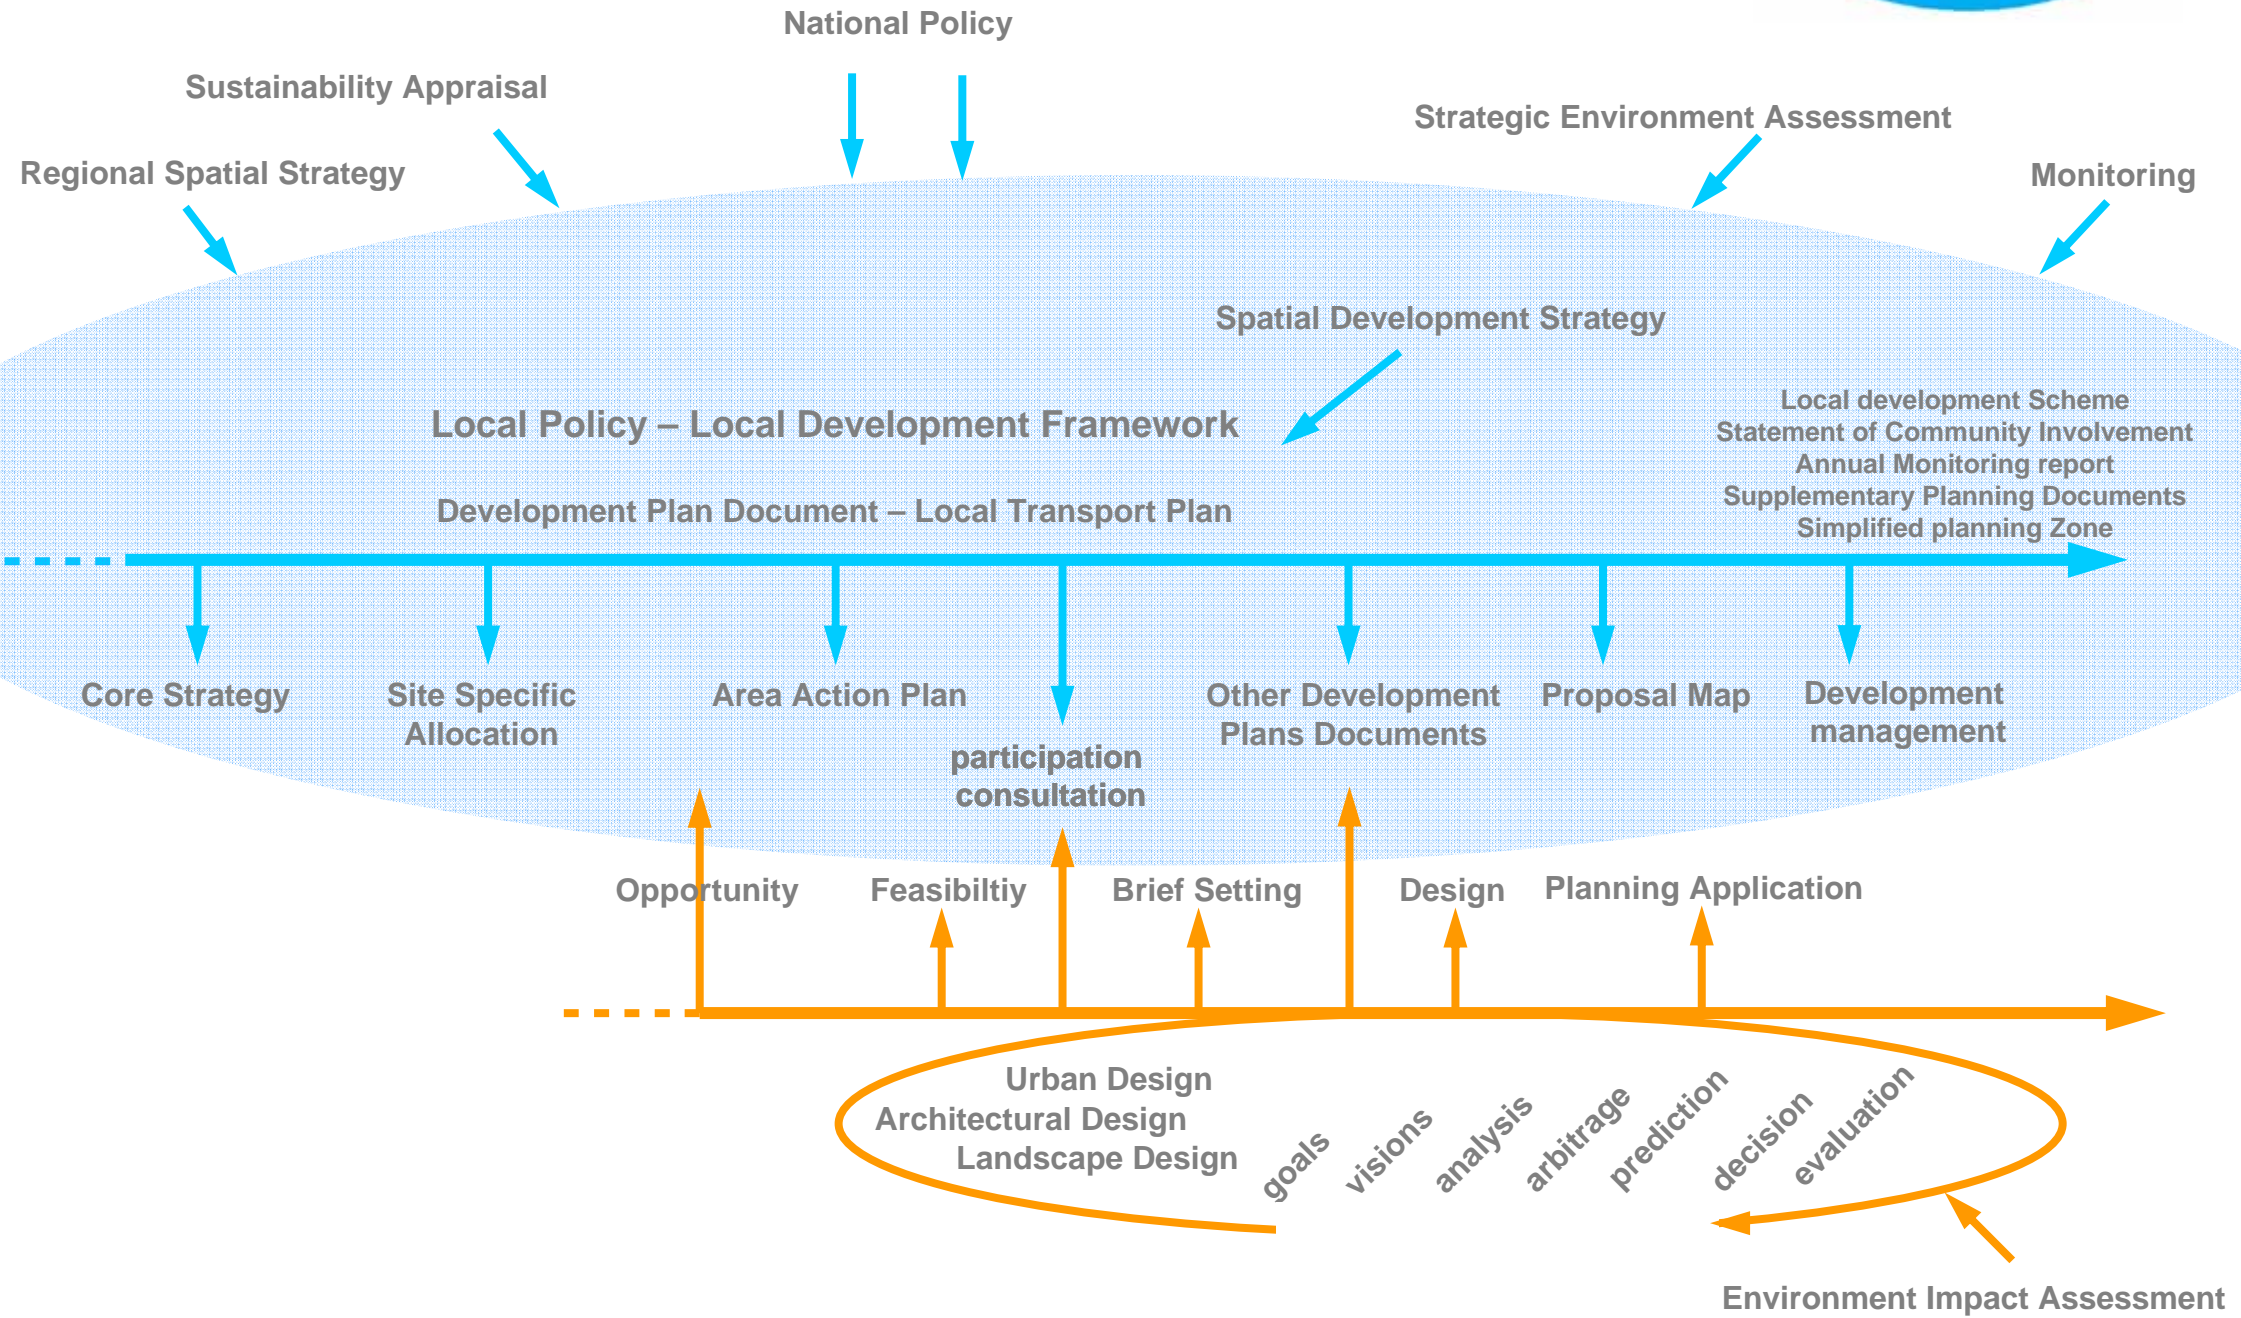 National Policy
Sustainability Appraisal
Strategic Environment Assessment
Regional Spatial Strategy
Monitoring
Spatial Development Strategy
Local Policy – Local Development Framework
Local development Scheme
Statement of Community Involvement
Annual Monitoring report
Supplementary Planning Documents
Simplified planning Zone
Development Plan Document – Local Transport Plan
Core Strategy
Site Specific
Allocation
Area Action Plan
participation
consultation
Other Development
Plans Documents
Proposal Map
Development
management
Opportunity
Feasibiltiy
Brief Setting
Design
Planning Application
Urban Design
Architectural Design
Landscape Design
goals
visions
analysis
arbitrage
prediction
decision
evaluation
Environment Impact Assessment